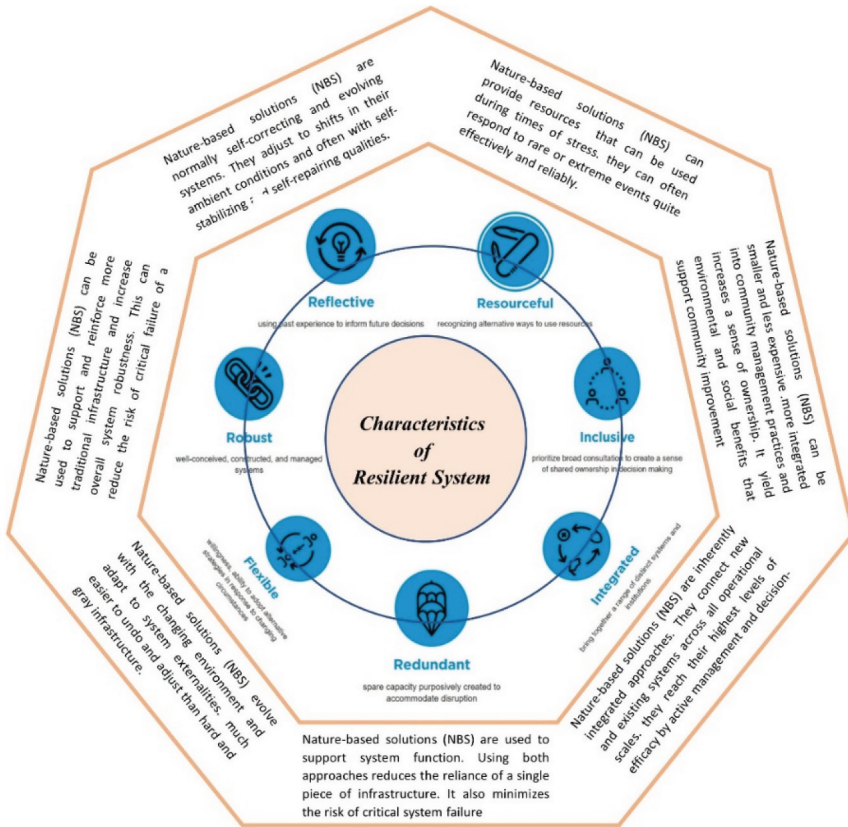 Nature-based solutions (NBS) are
normally self-correcting and evolving
systems. They adjust to shifts in their
ambient conditions and often with self-
stabilizing self-repairing qualities.
Nature-based solutions (NBS) can
provide resources that can be used
during times of stress. they can often
respond to rare or extreme events quite
effectively and reliably.
Nature-based solutions (NBS) can be
smaller and less expensive .more integrated
into community management practices and
increases a sense of ownership. It yield
environmental and social benefits that
support community improvement
Nature-based solutions (NBS) are inherently
integrated approaches. They connect new
and existing systems across all operational
scales. they reach their highest levels of
efficacy by active management and decision-
Nature-based solutions (NBS) are used to
support system function. Using both
approaches reduces the reliance of a single
piece of infrastructure. It also minimizes
the risk of critical system failure
Nature-based solutions (NBS) evolve
with the changing environment and
adapt to system externalities. much
easier to undo and adjust than hard and
gray infrastructure.
Nature-based solutions (NBS) can be
used to support and reinforce more
traditional infrastructure and increase
overall system robustness. This can
reduce the risk of critical failure of a
Reflective
using past experience to inform future decisions
Resourceful
recognizing alternative ways to use resources
Inclusive
prioritize broad consultation to create a sense
of shared ownership in decision making
Integrated
bring together a range of distinct systems and
institutions
Redundant
spare capacity purposively created to
accommodate disruption
Flexible
willingness, ability to adopt alternative
strategies in response to changing
circumstances
Robust
well-conceived, constructed, and managed
systems
Characteristics
of
Resilient System